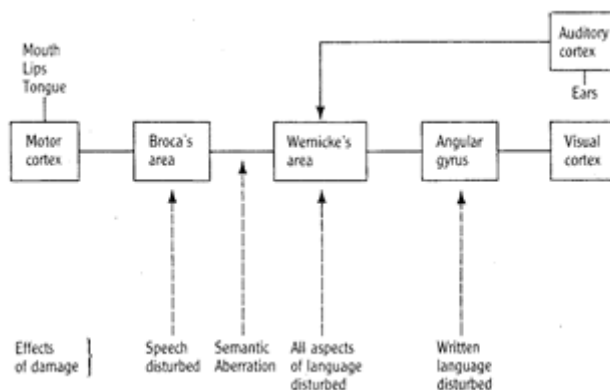 Auditory
cortex
Mouth
Lips
Tongue
Ears
Motor
cortex
Broca's
area
Wernicke's
area
Angular
gyrus
Visual
cortex
Effects
of damage
Speech
disturbed
Semantic
Aberration
All aspects
of language
disturbed
Written
language
disturbed